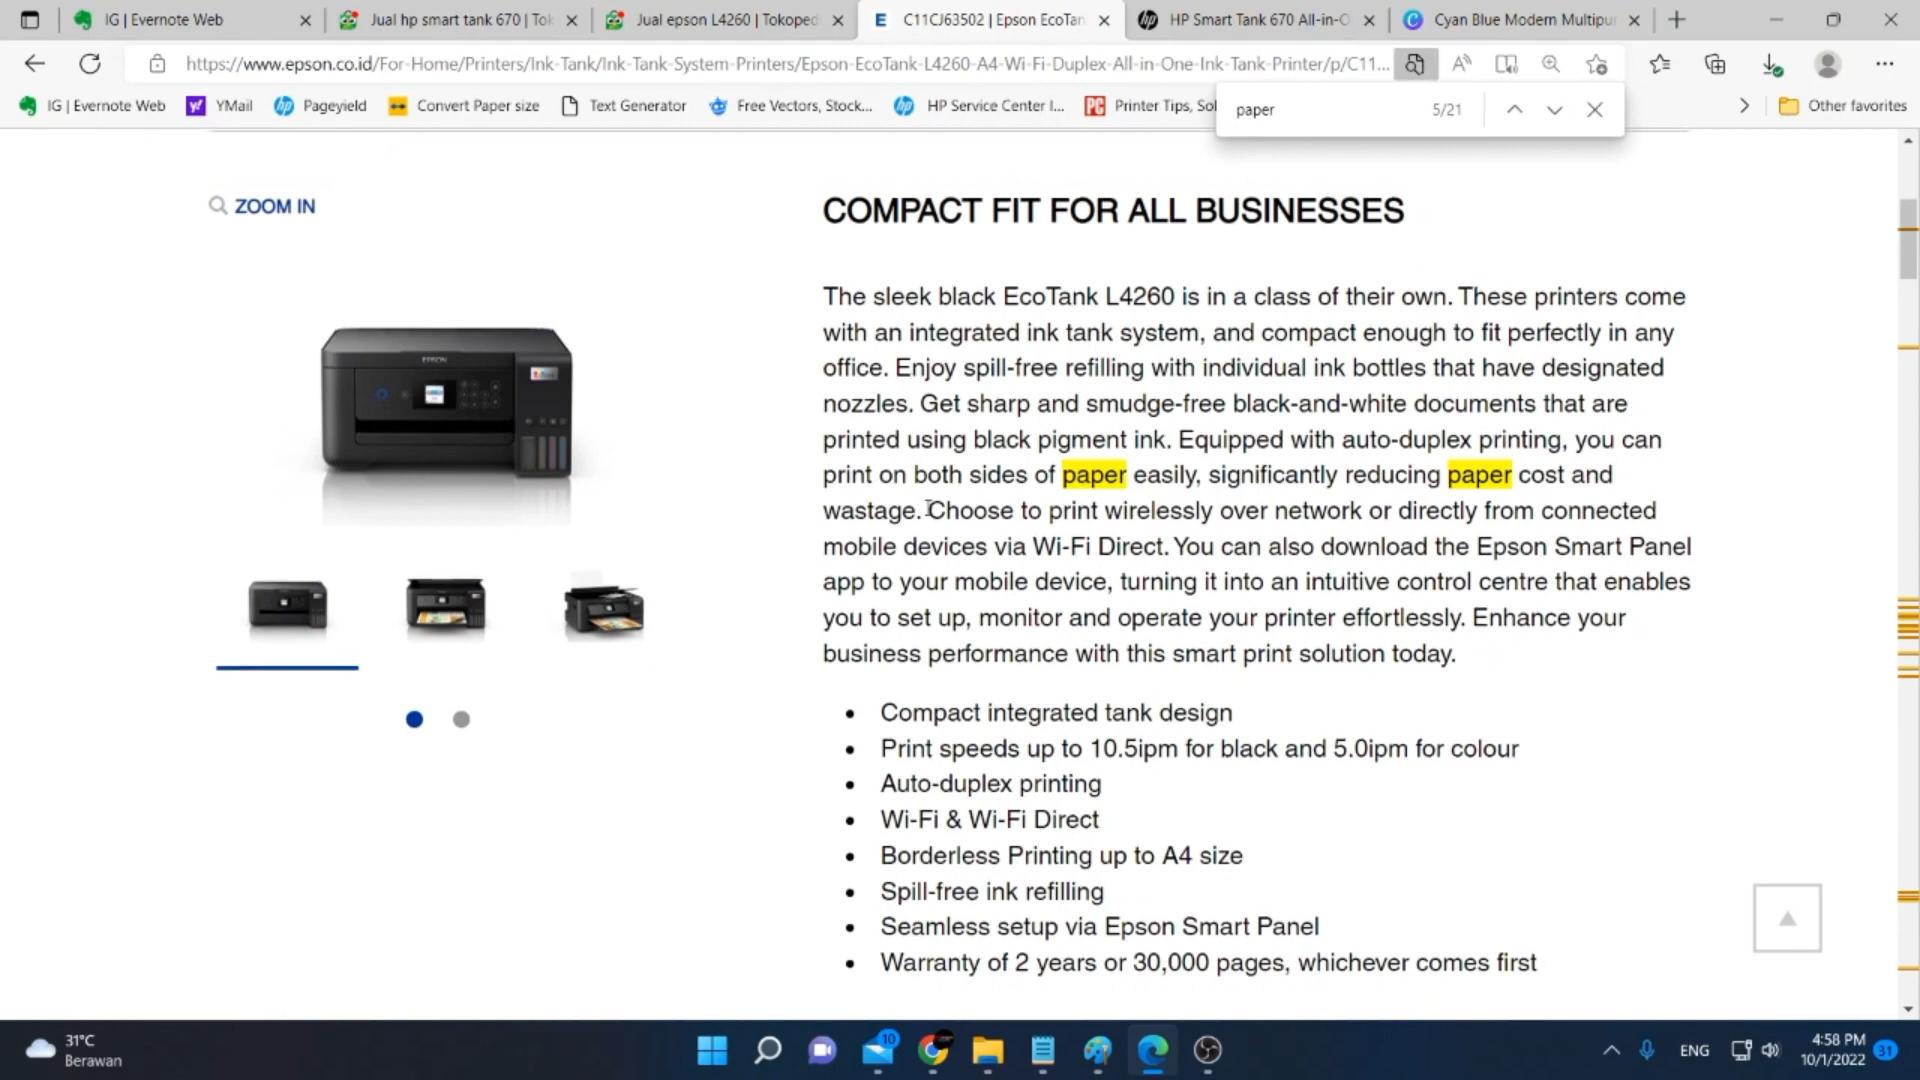 IG | Evernote Web
Jual hp smart tank 670 | Tok
Jual epson L4260 | Tokoped
E C11CJ63502 | Epson EcoTan
HP Smart Tank 670 All-in-O
Cyan Blue Modern Multipur
https://www.epson.co.id/For-Home/Printers/Ink-Tank/Ink-Tank-System-Printers/Epson-EcoTank-L4260-A4-Wi-Fi-Duplex-All-in-One-Ink-Tank-Printer/p/C11...
IG | Evernote Web
YMail
Pageyield
Convert Paper size
Text Generator
Free Vectors, Stock...
HP Service Center I...
PC Printer Tips, Sol
Other favorites
paper 5/21
ZOOM IN
EPSON
COMPACT FIT FOR ALL BUSINESSES
The sleek black EcoTank L4260 is in a class of their own. These printers come
with an integrated ink tank system, and compact enough to fit perfectly in any
office. Enjoy spill-free refilling with individual ink bottles that have designated
nozzles. Get sharp and smudge-free black-and-white documents that are
printed using black pigment ink. Equipped with auto-duplex printing, you can
print on both sides of paper easily, significantly reducing paper cost and
wastage. Choose to print wirelessly over network or directly from connected
mobile devices via Wi-Fi Direct. You can also download the Epson Smart Panel
app to your mobile device, turning it into an intuitive control centre that enables
you to set up, monitor and operate your printer effortlessly. Enhance your
business performance with this smart print solution today.
• Compact integrated tank design
• Print speeds up to 10.5ipm for black and 5.0ipm for colour
• Auto-duplex printing
• Wi-Fi & Wi-Fi Direct
• Borderless Printing up to A4 size
• Spill-free ink refilling
• Seamless setup via Epson Smart Panel
• Warranty of 2 years or 30,000 pages, whichever comes first
31°C
Berawan
10
ENG
4:58 PM
10/1/2022
31